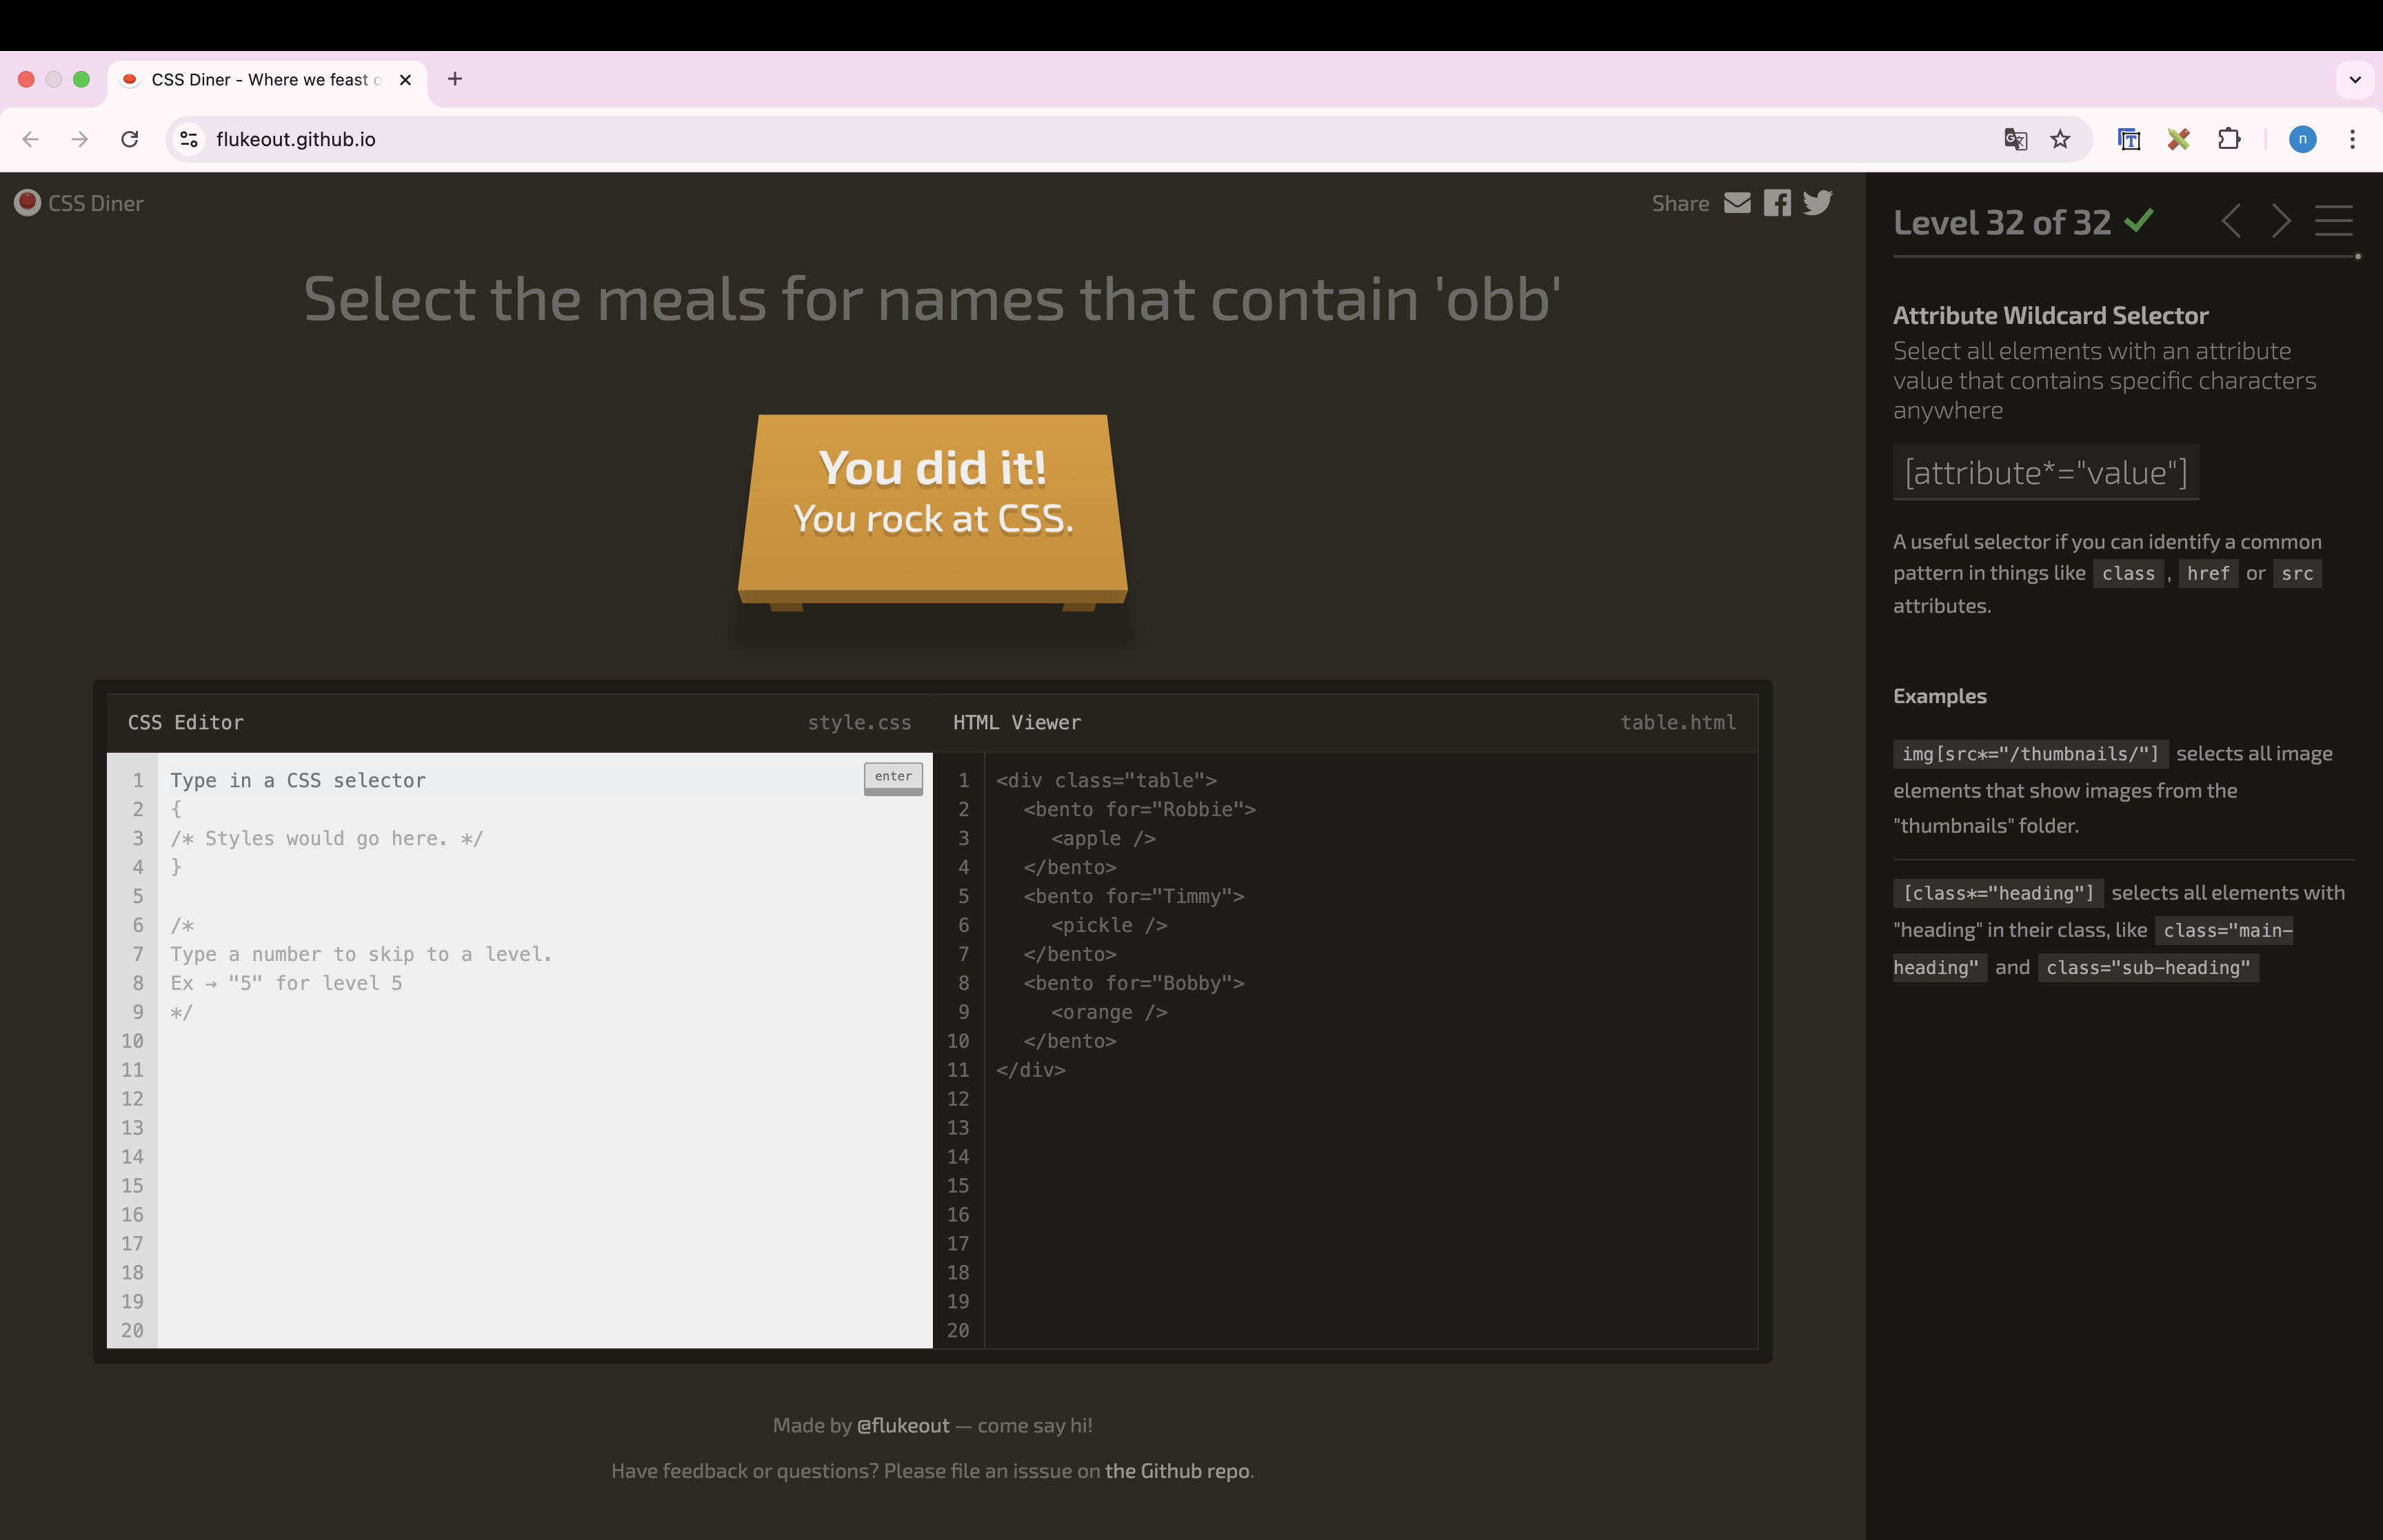 CSS Diner - Where we feast o
flukeout.github.io
n
CSS Diner
Share
Select the meals for names that contain 'obb'
You did it!
You rock at CSS.
CSS Editor style.css
1 Type in a CSS selector enter
2 {
3 /* Styles would go here. */
4 }
5
6 /*
7 Type a number to skip to a level.
8 Ex → "5" for level 5
9 */
10
11
12
13
14
15
16
17
18
19
20
HTML Viewer table.html
1 <div class="table">
2 <bento for="Robbie">
3 <apple />
4 </bento>
5 <bento for="Timmy">
6 <pickle />
7 </bento>
8 <bento for="Bobby">
9 <orange />
10 </bento>
11 </div>
12
13
14
15
16
17
18
19
20
Made by @flukeout — come say hi!
Have feedback or questions? Please file an isssue on the Github repo.
Level 32 of 32
Attribute Wildcard Selector
Select all elements with an attribute
value that contains specific characters
anywhere
[attribute*="value"]
A useful selector if you can identify a common
pattern in things like class, href or src
attributes.
Examples
img[src*="/thumbnails/"] selects all image
elements that show images from the
"thumbnails" folder.
[class*="heading"] selects all elements with
"heading" in their class, like class="main-
heading" and class="sub-heading"